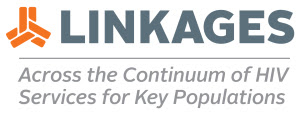 LINKAGES
Across the Continuum of HIV
Services for Key Populations